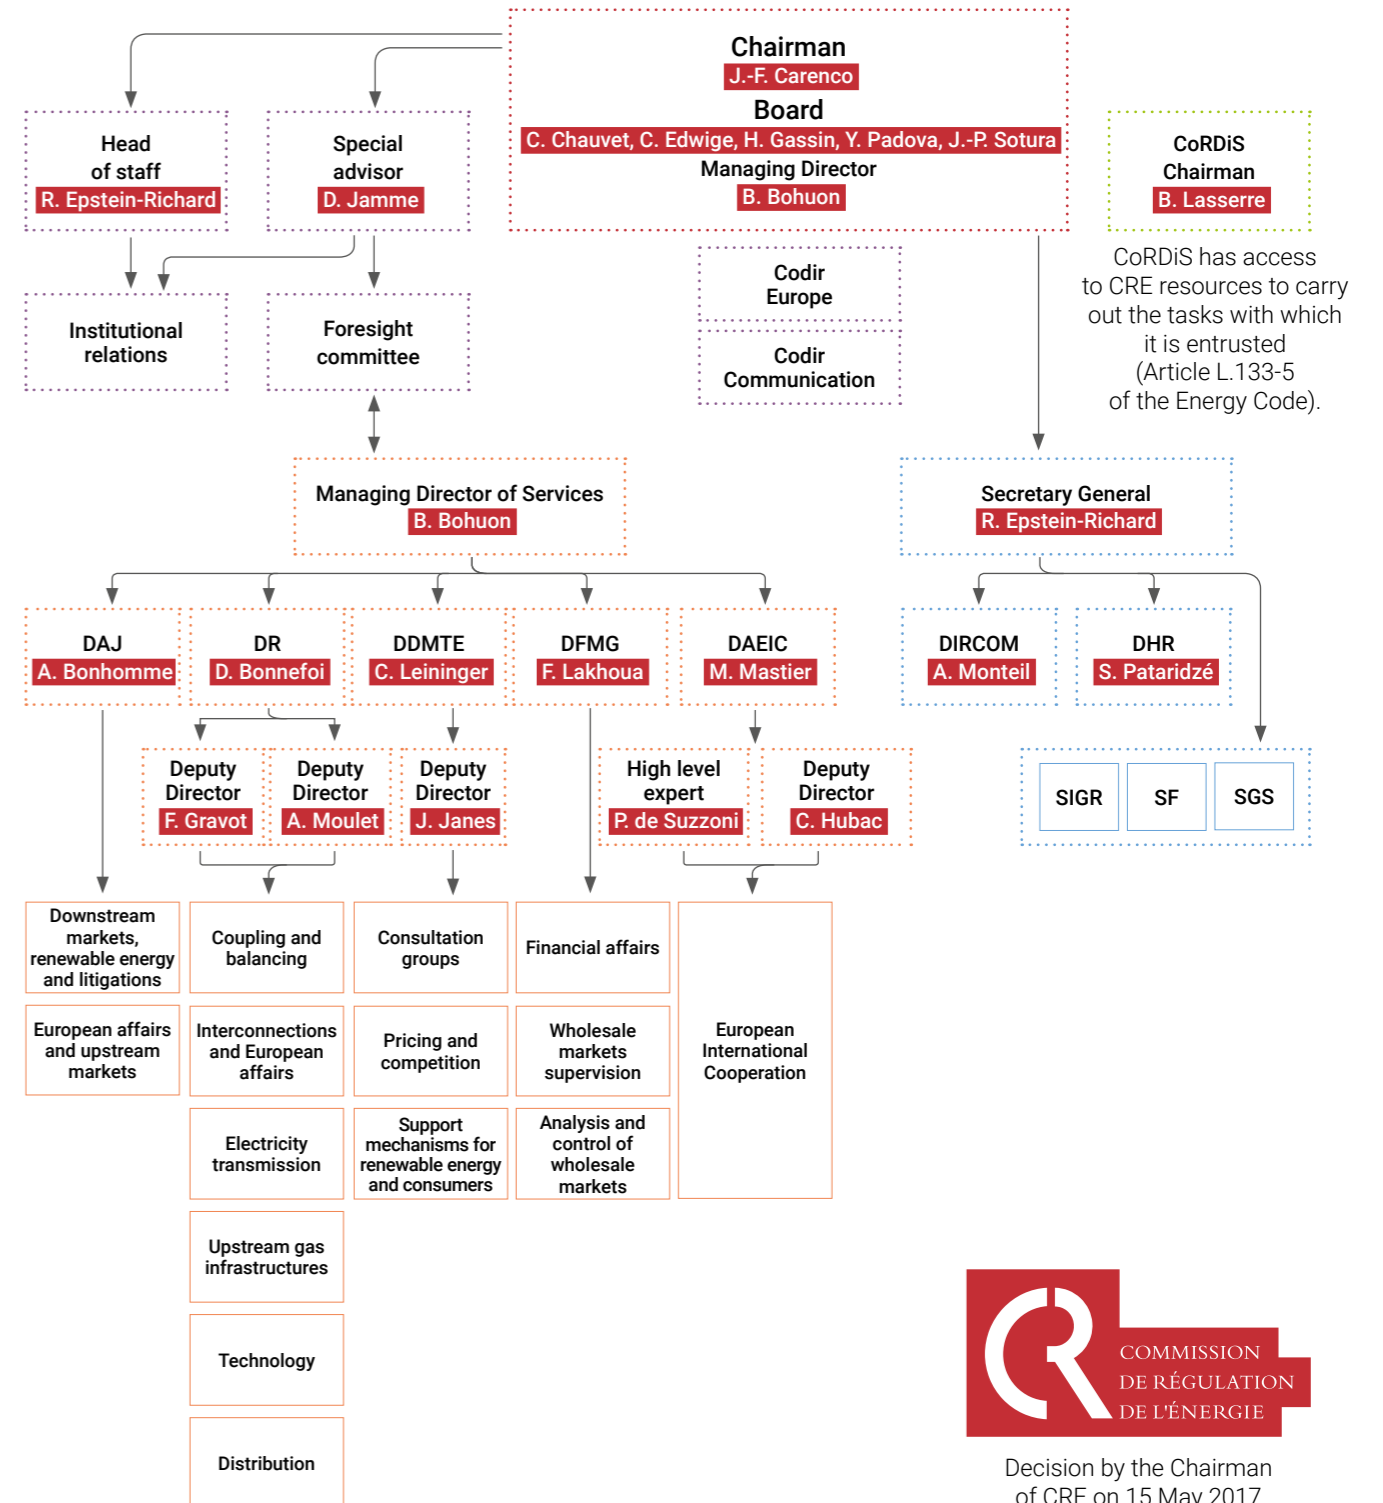 Chairman
J.-F. Carenco
Board
C. Chauvet, C. Edwige, H. Gassin, Y. Padova, J.-P. Sotura
Managing Director
B. Bohuon
Head
of staff
R. Epstein-Richard
Special
advisor
D. Jamme
CoRDiS
Chairman
B. Lasserre
CoRDiS has access
to CRE resources to carry
out the tasks with which
it is entrusted
(Article L.133-5
of the Energy Code).
Institutional
relations
Foresight
committee
Codir
Europe
Codir
Communication
Managing Director of Services
B. Bohuon
Secretary General
R. Epstein-Richard
DAJ
A. Bonhomme
DR
D. Bonnefoi
DDMTE
C. Leininger
DFMG
F. Lakhoua
DAEIC
M. Mastier
DIRCOM
A. Monteil
DHR
S. Pataridzé
Deputy
Director
F. Gravot
Deputy
Director
A. Moulet
Deputy
Director
J. Janes
High level
expert
P. de Suzzoni
Deputy
Director
C. Hubac
SIGR
SF
SGS
Downstream
markets,
renewable energy
and litigations
European affairs
and upstream
markets
Coupling and
balancing
Interconnections
and European
affairs
Electricity
transmission
Upstream gas
infrastructures
Technology
Distribution
Consultation
groups
Pricing and
competition
Support
mechanisms for
renewable energy
and consumers
Financial affairs
Wholesale
markets
supervision
Analysis and
control of
wholesale
markets
European
International
Cooperation
CR
COMMISSION
DE RÉGULATION
DE L'ÉNERGIE
Decision by the Chairman
of CRE on 15 May 2017